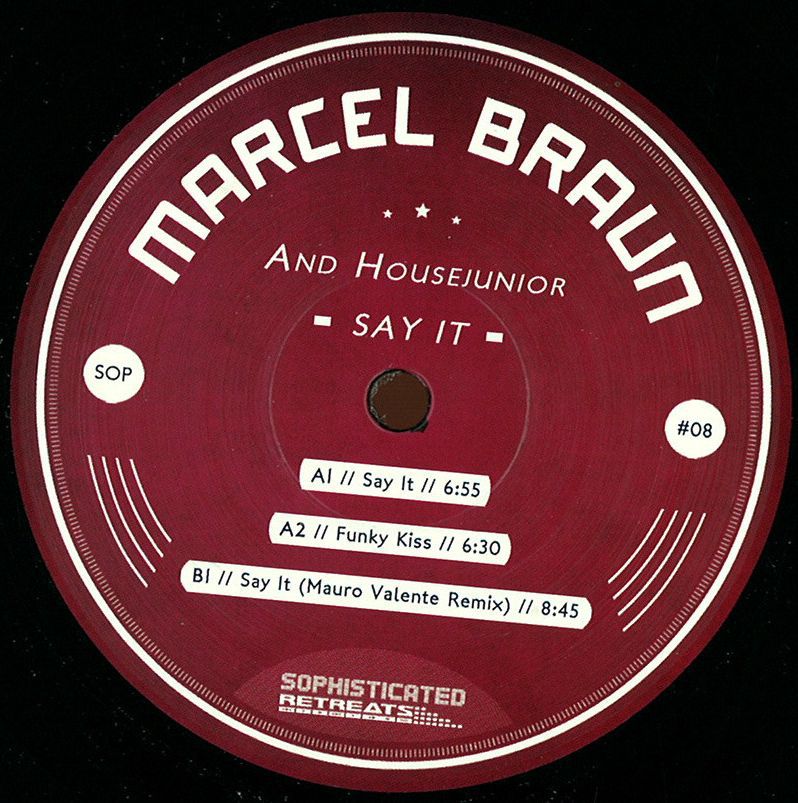 MARCEL BRAUN
AND HOUSEJUNIOR
SAY IT
SOP
#08
A1 // Say It // 6:55
A2 // Funky Kiss // 6:30
B1 // Say It (Mauro Valente Remix) // 8:45
SOPHISTICATED
RETREATS